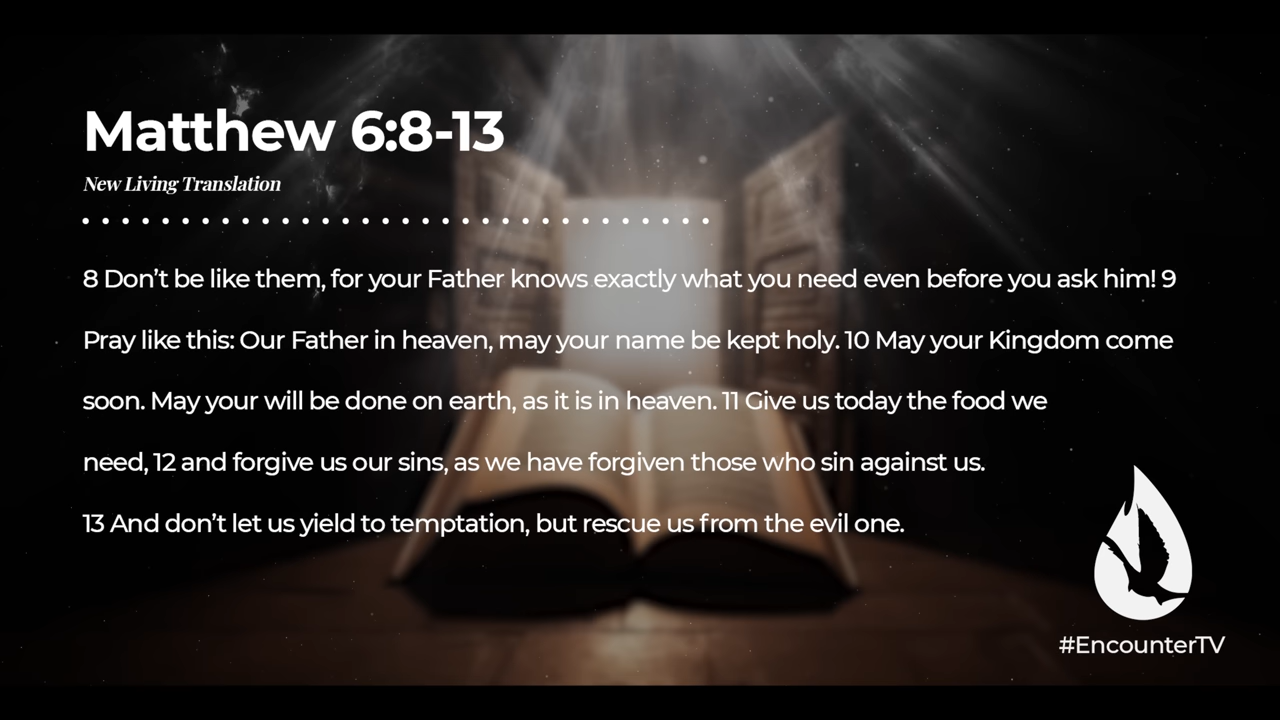 Matthew 6:8-13
New Living Translation
8 Don’t be like them, for your Father knows exactly what you need even before you ask him! 9
Pray like this: Our Father in heaven, may your name be kept holy. 10 May your Kingdom come
soon. May your will be done on earth, as it is in heaven. 11 Give us today the food we
need, 12 and forgive us our sins, as we have forgiven those who sin against us.
13 And don’t let us yield to temptation, but rescue us from the evil one.
#EncounterTV